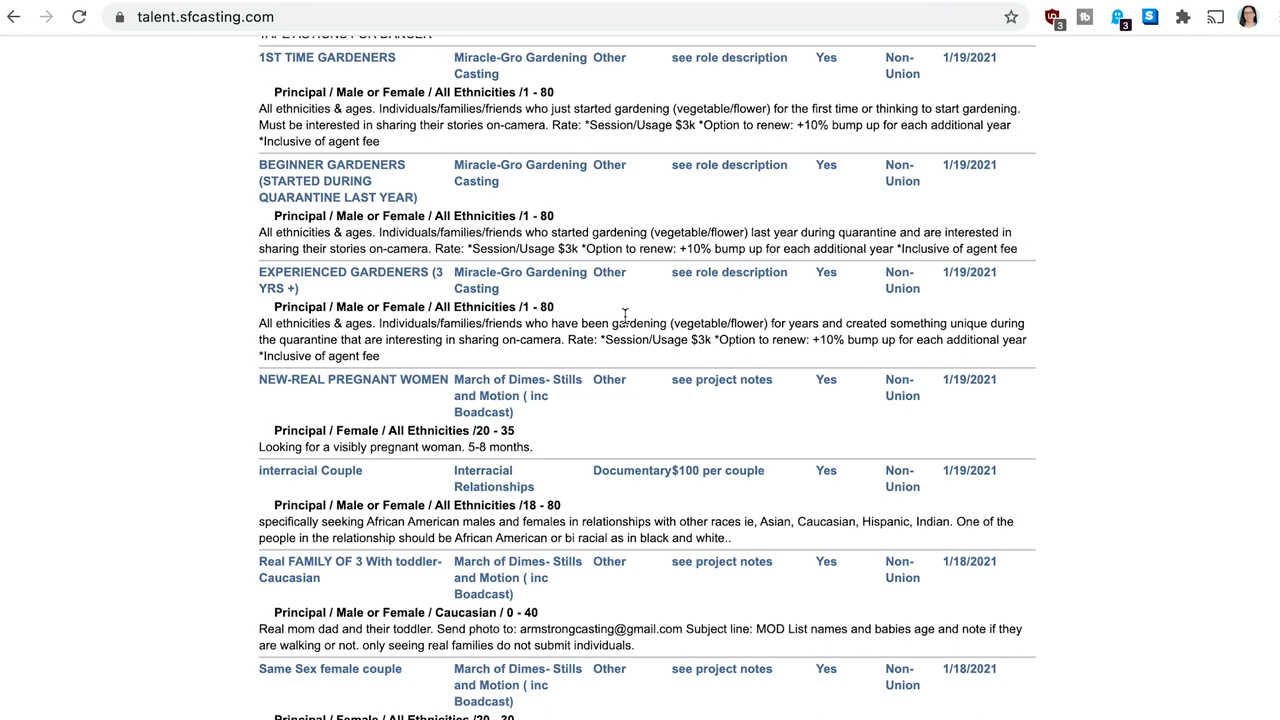 talent.sfcasting.com
3
3
TAPE AUDITIONS FOR DANCER
1ST TIME GARDENERS Miracle-Gro Gardening Casting Other see role description Yes Non-Union 1/19/2021
Principal / Male or Female / All Ethnicities /1 - 80
All ethnicities & ages. Individuals/families/friends who just started gardening (vegetable/flower) for the first time or thinking to start gardening.
Must be interested in sharing their stories on-camera. Rate: *Session/Usage $3k *Option to renew: +10% bump up for each additional year
*Inclusive of agent fee
BEGINNER GARDENERS (STARTED DURING QUARANTINE LAST YEAR) Miracle-Gro Gardening Casting Other see role description Yes Non-Union 1/19/2021
Principal / Male or Female / All Ethnicities /1 - 80
All ethnicities & ages. Individuals/families/friends who started gardening (vegetable/flower) last year during quarantine and are interested in
sharing their stories on-camera. Rate: *Session/Usage $3k *Option to renew: +10% bump up for each additional year *Inclusive of agent fee
EXPERIENCED GARDENERS (3 YRS +) Miracle-Gro Gardening Casting Other see role description Yes Non-Union 1/19/2021
Principal / Male or Female / All Ethnicities /1 - 80
All ethnicities & ages. Individuals/families/friends who have been gardening (vegetable/flower) for years and created something unique during
the quarantine that are interesting in sharing on-camera. Rate: *Session/Usage $3k *Option to renew: +10% bump up for each additional year
*Inclusive of agent fee
NEW-REAL PREGNANT WOMEN March of Dimes- Stills and Motion ( inc Boadcast) Other see project notes Yes Non-Union 1/19/2021
Principal / Female / All Ethnicities /20 - 35
Looking for a visibly pregnant woman. 5-8 months.
interracial Couple Interracial Relationships Documentary $100 per couple Yes Non-Union 1/19/2021
Principal / Male or Female / All Ethnicities /18 - 80
specifically seeking African American males and females in relationships with other races ie, Asian, Caucasian, Hispanic, Indian. One of the
people in the relationship should be African American or bi racial as in black and white..
Real FAMILY OF 3 With toddler- Caucasian March of Dimes- Stills and Motion ( inc Boadcast) Other see project notes Yes Non-Union 1/18/2021
Principal / Male or Female / Caucasian / 0 - 40
Real mom dad and their toddler. Send photo to: armstrongcasting@gmail.com Subject line: MOD List names and babies age and note if they
are walking or not. only seeing real families do not submit individuals.
Same Sex female couple March of Dimes- Stills and Motion ( inc Boadcast) Other see project notes Yes Non-Union 1/18/2021
Principal / Female / All Ethnicities /20 - 30